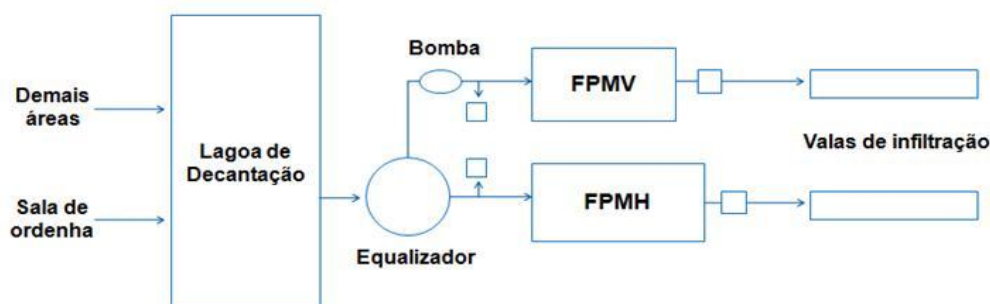 Bomba
FPMV
Demais
áreas
Lagoa de
Decantação
Valas de infiltração
FPMH
Sala de
ordenha
Equalizador